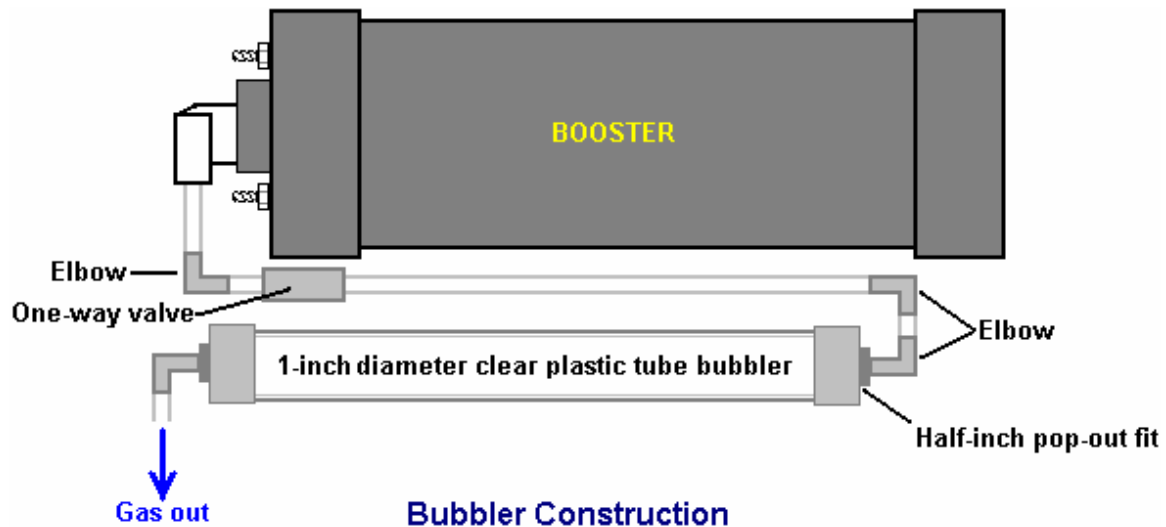 BOOSTER
Elbow
One-way valve
Elbow
1-inch diameter clear plastic tube bubbler
Half-inch pop-out fit
Gas out
Bubbler Construction